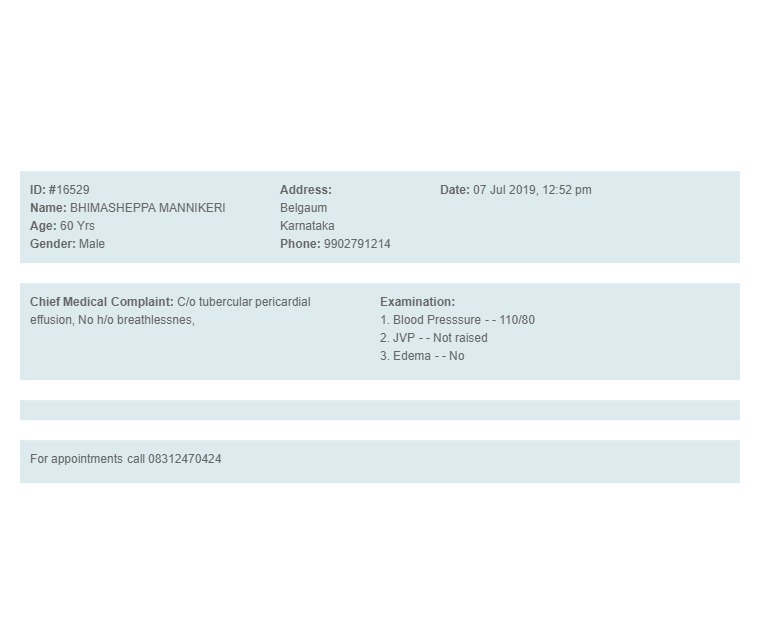 ID: #16529
Name: BHIMASHEPPA MANNIKERI
Age: 60 Yrs
Gender: Male
Address:
Belgaum
Karnataka
Phone: 9902791214
Date: 07 Jul 2019, 12:52 pm
Chief Medical Complaint: C/o tubercular pericardial
effusion, No h/o breathlessnes,
Examination:
1. Blood Presssure - - 110/80
2. JVP - - Not raised
3. Edema - - No
For appointments call 08312470424